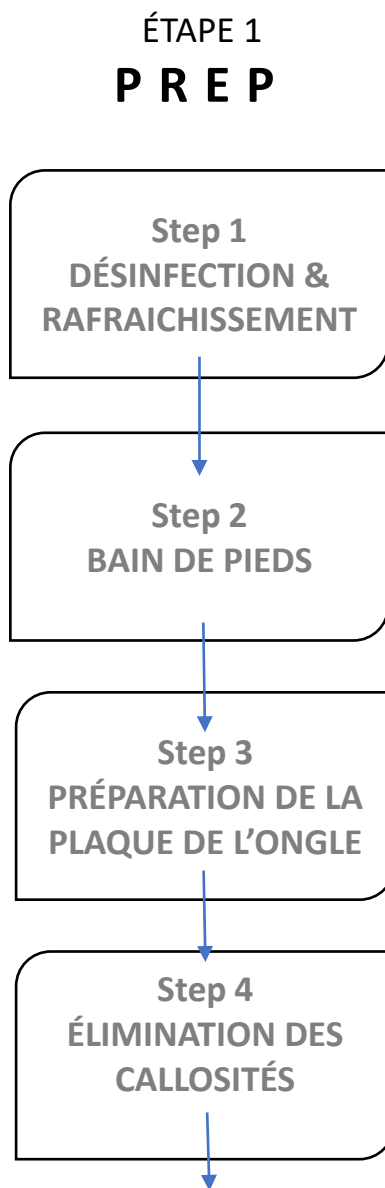 ÉTAPE 1
P R E P
Step 1
DÉSINFECTION &
RAFRAICHISSEMENT
Step 2
BAIN DE PIEDS
Step 3
PRÉPARATION DE LA
PLAQUE DE L’ONGLE
Step 4
ÉLIMINATION DES
CALLOSITÉS